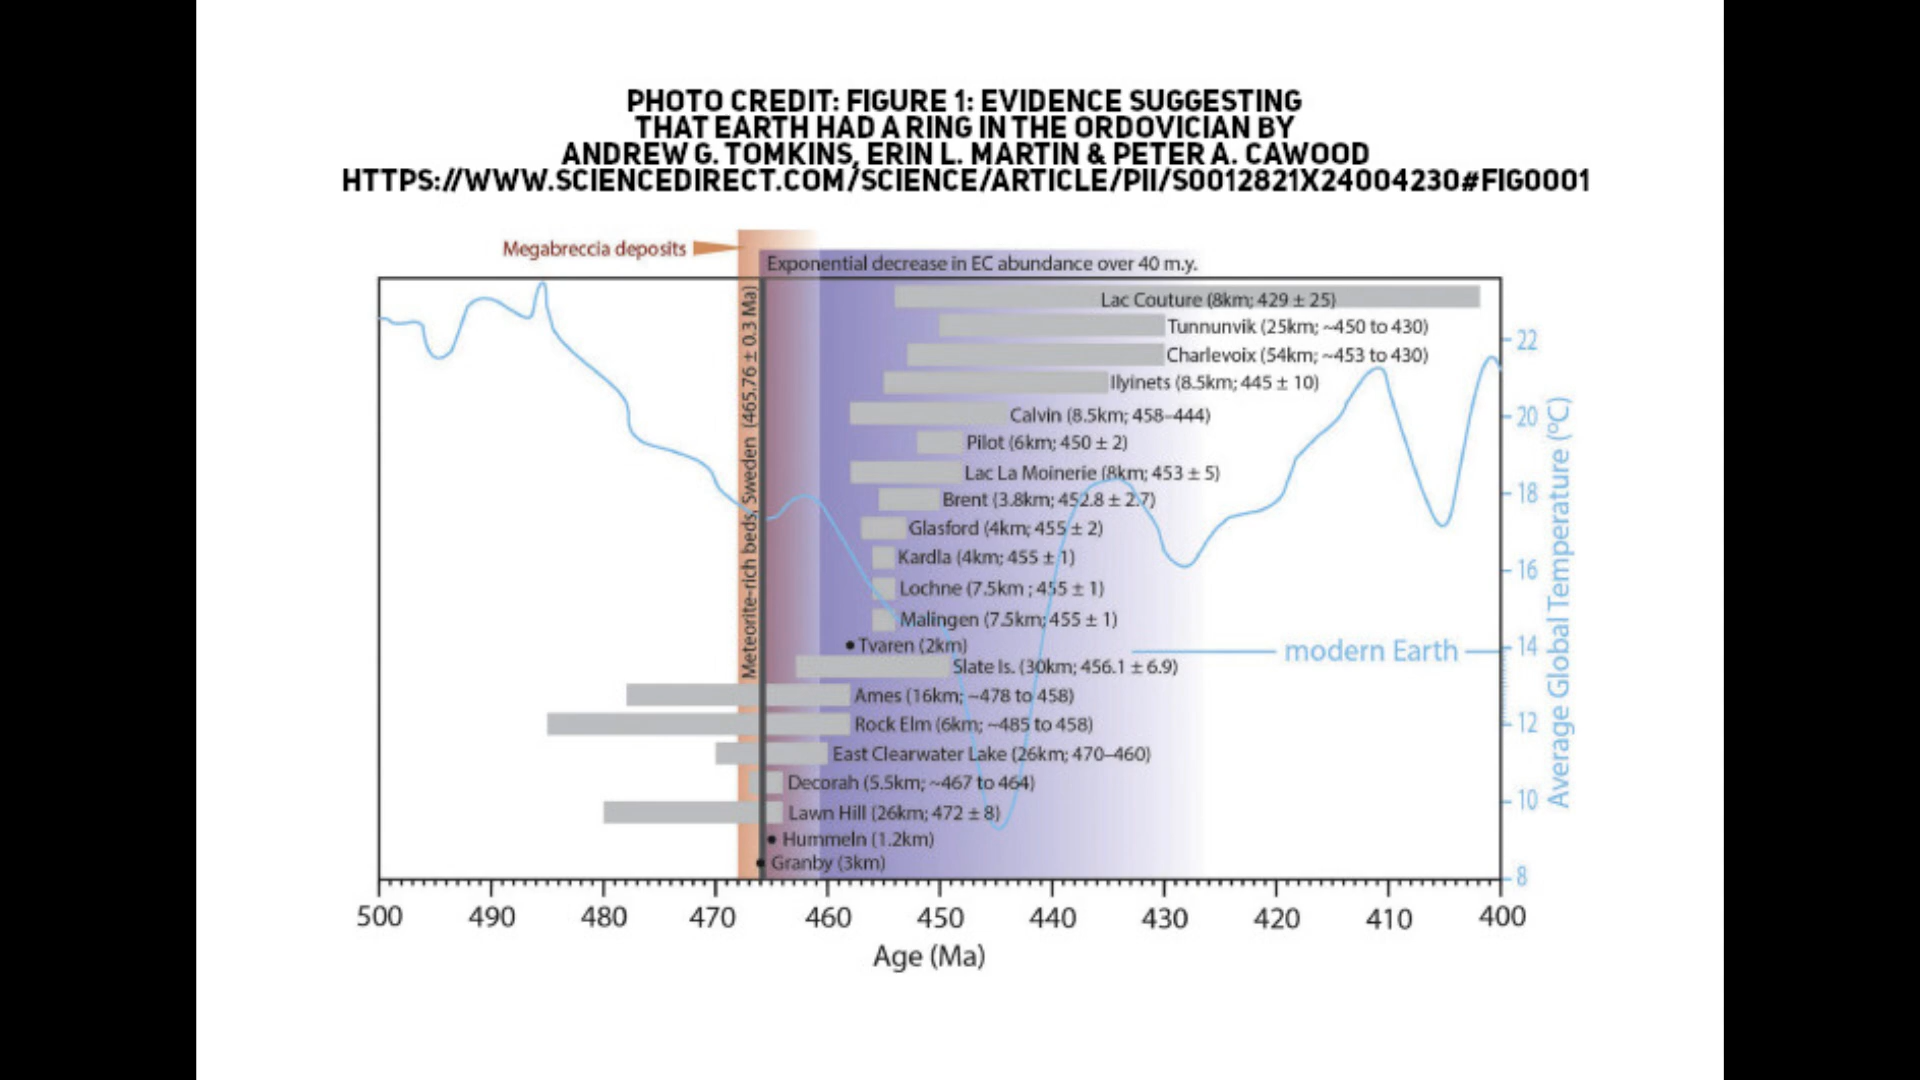 PHOTO CREDIT: FIGURE 1: EVIDENCE SUGGESTING
THAT EARTH HAD A RING IN THE ORDOVICIAN BY
ANDREW G. TOMKINS, ERIN L. MARTIN & PETER A. CAWOOD
HTTPS://WWW.SCIENCEDIRECT.COM/SCIENCE/ARTICLE/PII/S0012821X24004230#FIG0001
Megabreccia deposits
Exponential decrease in EC abundance over 40 m.y.
Meteorite-rich beds, Sweden (465.76 ± 0.3 Ma)
Lac Couture (8km; 429 ± 25)
Tunnunvik (25km; ~450 to 430)
Charlevoix (54km; ~453 to 430)
Ilyinets (8.5km; 445 ± 10)
Calvin (8.5km; 458–444)
Pilot (6km; 450 ± 2)
Lac La Moinerie (8km; 453 ± 5)
Brent (3.8km; 452.8 ± 2.7)
Glasford (4km; 455 ± 2)
Kardla (4km; 455 ± 1)
Lochne (7.5km ; 455 ± 1)
Malingen (7.5km; 455 ± 1)
Tvaren (2km)
Slate Is. (30km; 456.1 ± 6.9)
Ames (16km; ~478 to 458)
Rock Elm (6km; ~485 to 458)
East Clearwater Lake (26km; 470–460)
Decorah (5.5km; ~467 to 464)
Lawn Hill (26km; 472 ± 8)
Hummeln (1.2km)
Granby (3km)
modern Earth
22
20
18
16
14
12
10
8
Average Global Temperature (°C)
500 490 480 470 460 450 440 430 420 410 400
Age (Ma)